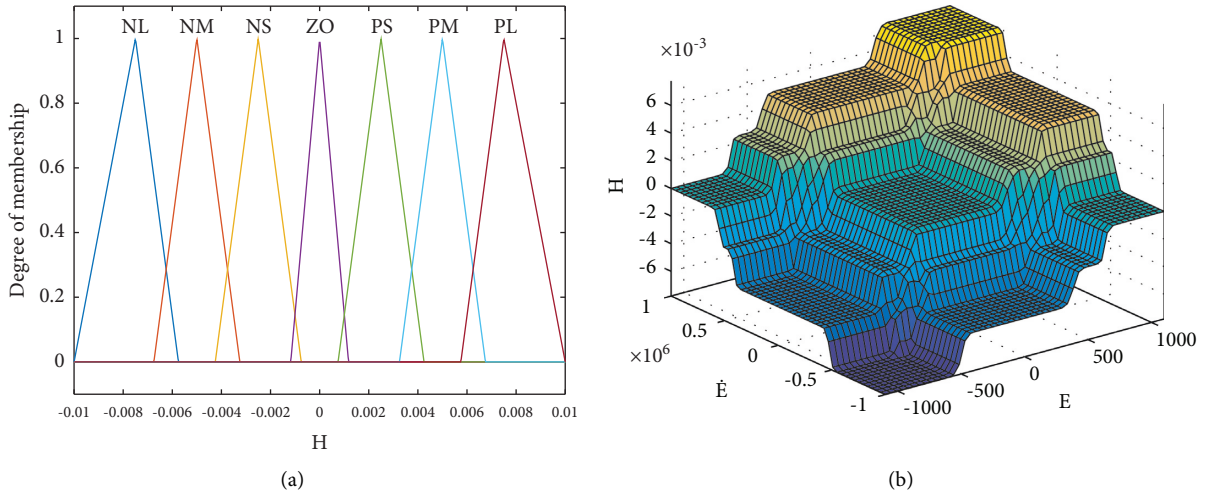 NL NM NS ZO PS PM PL
1
0.8
0.6
0.4
0.2
0
Degree of membership
-0.01 -0.008 -0.006 -0.004 -0.002 0 0.002 0.004 0.006 0.008 0.01
H
(a)
×10⁻³
6
4
2
0
-2
-4
-6
H
1
0.5
0
-0.5
-1
×10⁶
Ė
-1000 -500 0 500 1000
E
(b)